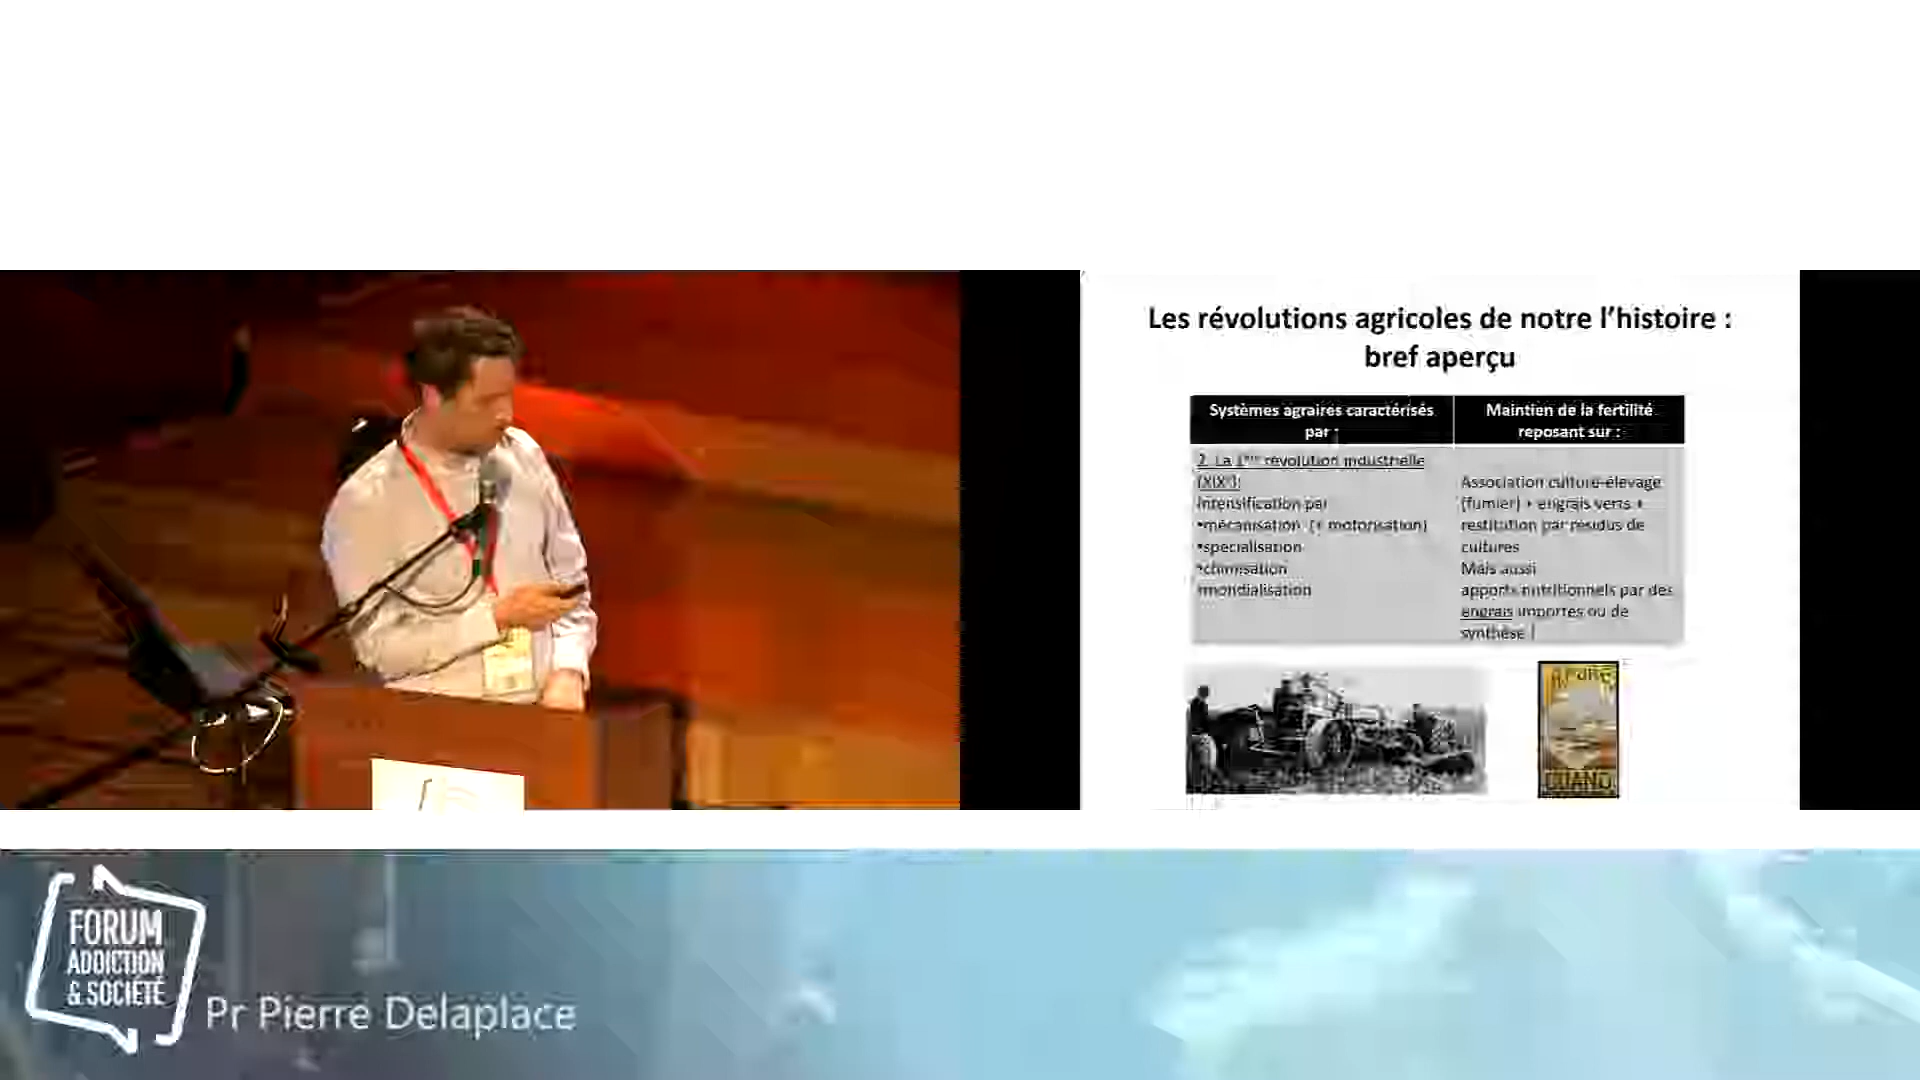 Les révolutions agricoles de notre l'histoire :
bref aperçu
Systèmes agraires caractérisés
par :
Maintien de la fertilité
reposant sur :
2. La 1ère révolution industrielle
(XIXe):
Intensification par
•mécanisation (+ motorisation)
•spécialisation
•chimisation
mondialisation
Association culture-élevage
(fumier) + engrais verts +
restitution par résidus de
cultures
Mais aussi
apports nutritionnels par des
engrais importés ou de
synthèse !
GUANO
FORUM
ADDICTION
& SOCIÉTÉ
Pr Pierre Delaplace